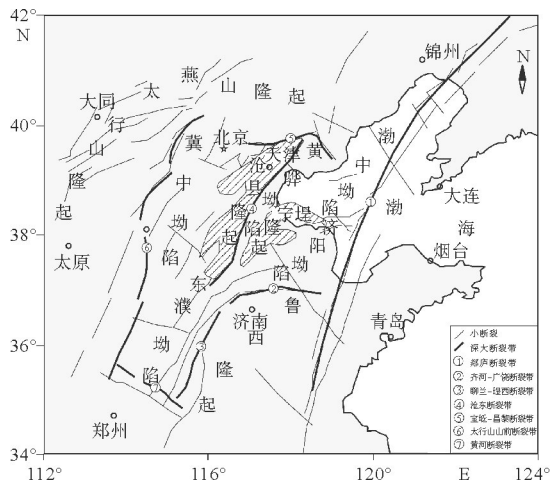 42°
N
40°
38°
36°
34°
112°
116°
120°
E
124°
N
锦州
燕山隆起
太行山隆起
大同
北京
天津
冀中坳陷
沧县隆起
黄骅坳陷
埕宁隆起
渤中坳陷
渤海
济阳坳陷
大连
烟台
太原
东濮坳陷
济南
鲁西隆起
青岛
郑州
①
②
③
④
⑤
⑥
⑦
小断裂
深大断裂带
① 郯庐断裂带
② 齐河-广饶断裂带
③ 聊兰-西断裂带
④ 沧东断裂带
⑤ 宝坻-昌黎断裂带
⑥ 太行山山前断裂带
⑦ 黄河断裂带